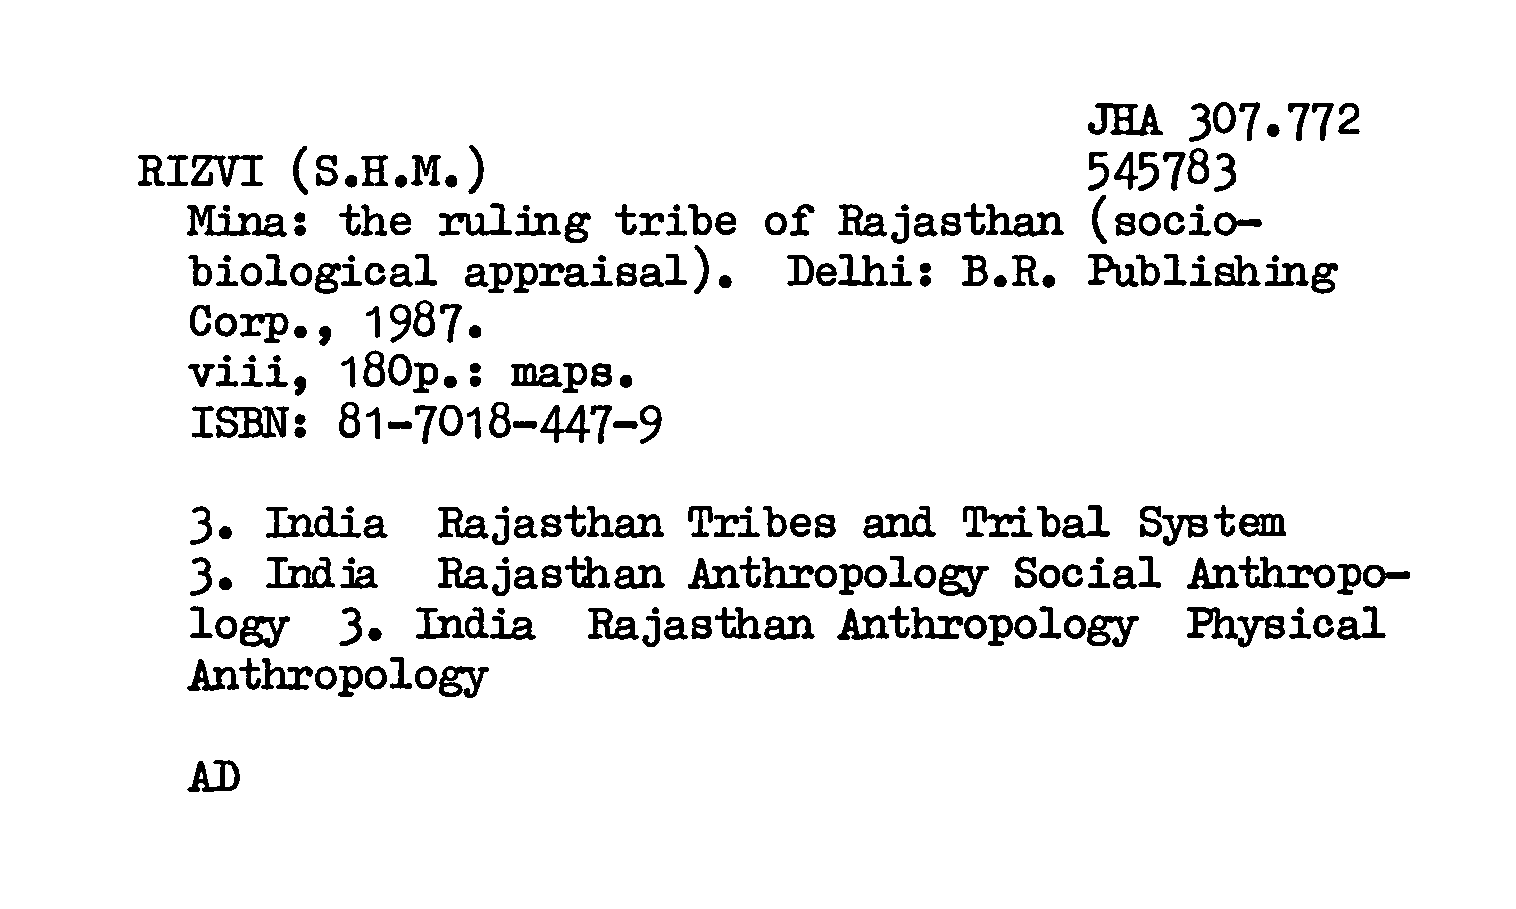 JHA 307.772
RIZVI (S.H.M.) 545783
Mina: the ruling tribe of Rajasthan (socio-
biological appraisal). Delhi: B.R. Publishing
Corp., 1987.
viii, 180p.: maps.
ISBN: 81-7018-447-9
3. India Rajasthan Tribes and Tribal System
3. India Rajasthan Anthropology Social Anthropo-
logy 3. India Rajasthan Anthropology Physical
Anthropology
AD